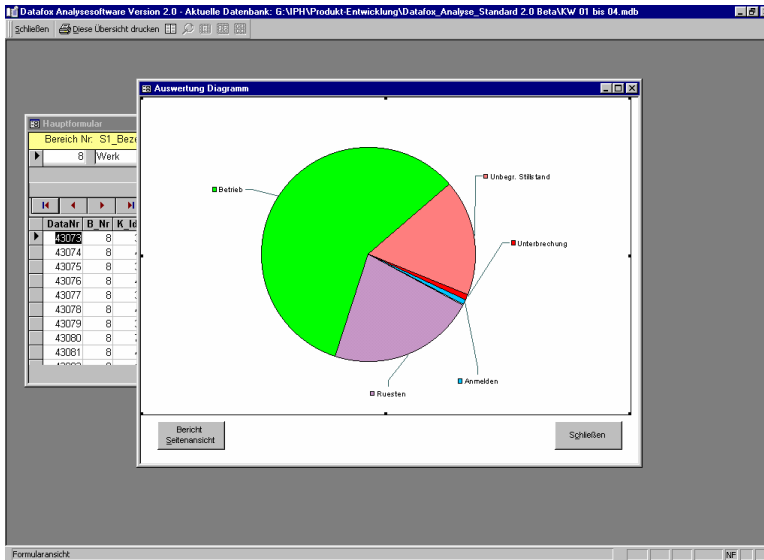 Datafox Analysesoftware Version 2.0 - Aktuelle Datenbank: G:\IPH\Produkt-Entwicklung\Datafox_Analyse_Standard 2.0 Beta\KW 01 bis 04.mdb
Schließen Diese Übersicht drucken
Auswertung Diagramm
Hauptformular
Bereich Nr: S1_Beze
8 Werk
DataNr B_Nr K_Id
43073 8
43074 8
43075 8
43076 8
43077 8
43078 8
43079 8
43080 8
43081 8
Betrieb
Unbegr. Stillstand
Unterbrechung
Anmelden
Ruesten
Bericht
Seitenansicht
Schließen
Formularansicht
NF